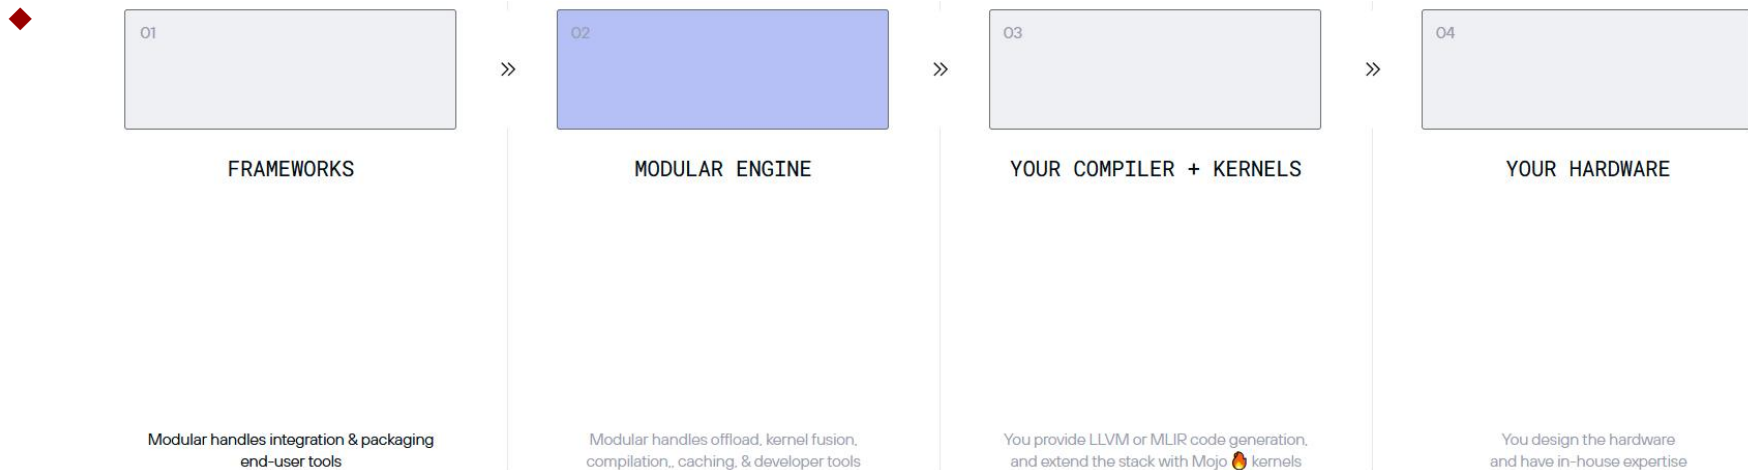 01
02
03
04
FRAMEWORKS
MODULAR ENGINE
YOUR COMPILER + KERNELS
YOUR HARDWARE
Modular handles integration & packaging
end-user tools
Modular handles offload, kernel fusion,
compilation,, caching, & developer tools
You provide LLVM or MLIR code generation,
and extend the stack with Mojo 🔥 kernels
You design the hardware
and have in-house expertise